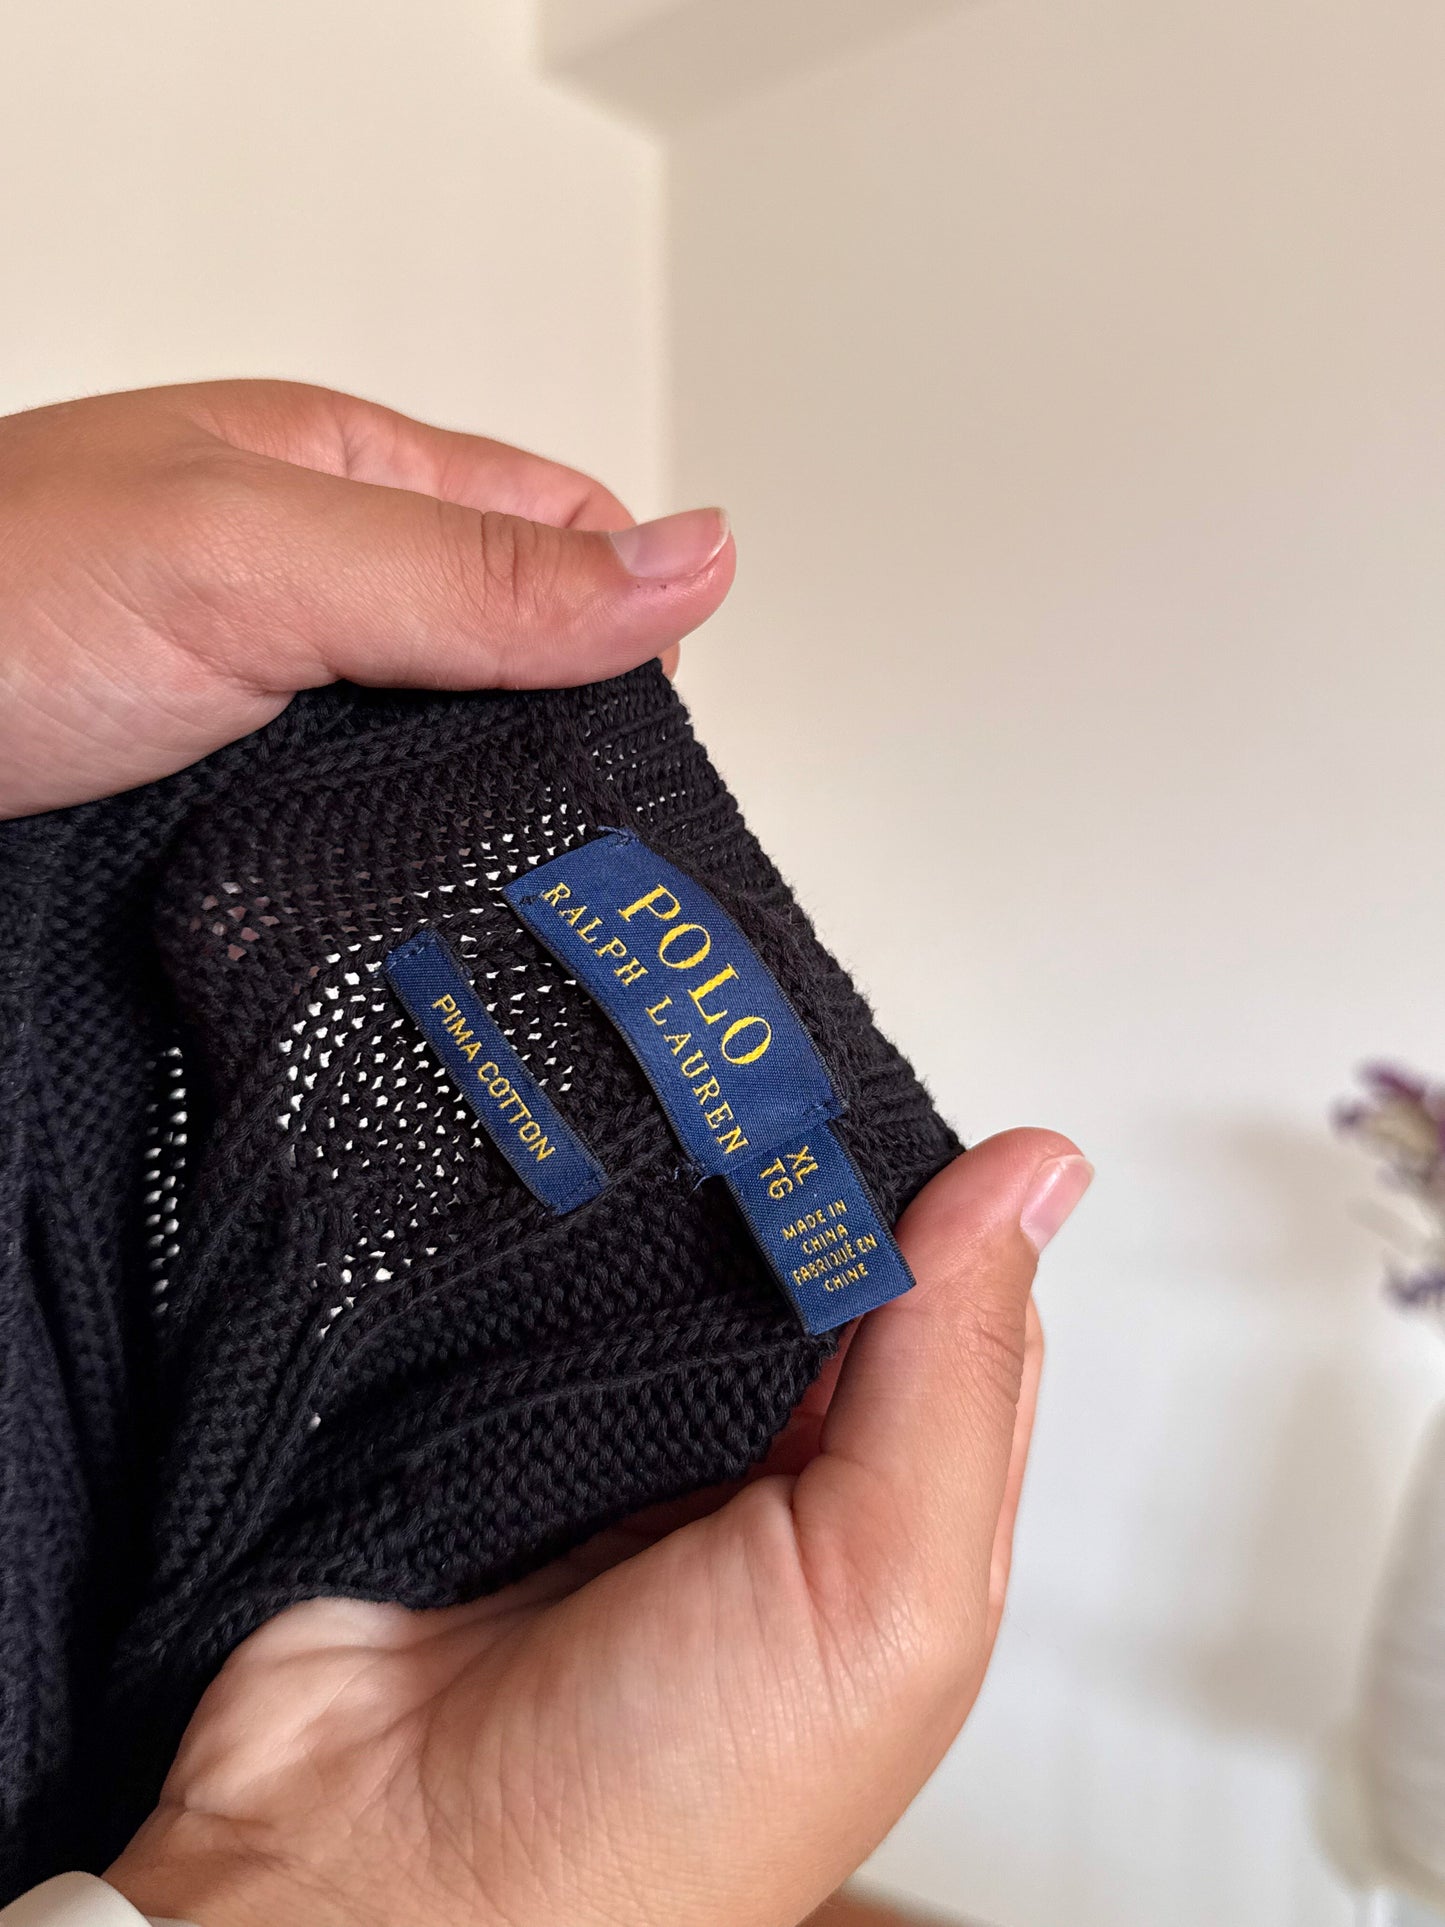 POLO
RALPH LAUREN
PIMA COTTON
XL
TG
MADE IN
CHINA
FABRIQUÉ EN
CHINE